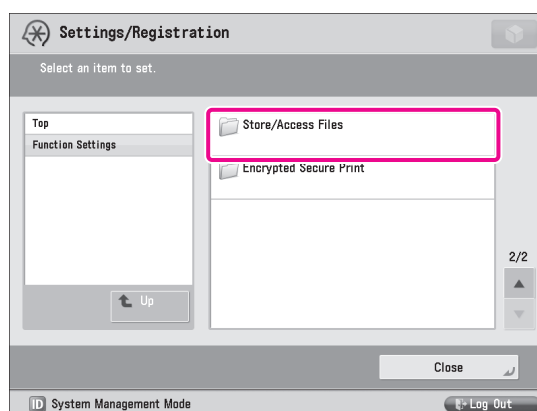 Settings/Registration
Select an item to set.
Top
Function Settings
Store/Access Files
Encrypted Secure Print
2/2
Up
Close
ID System Management Mode
Log Out